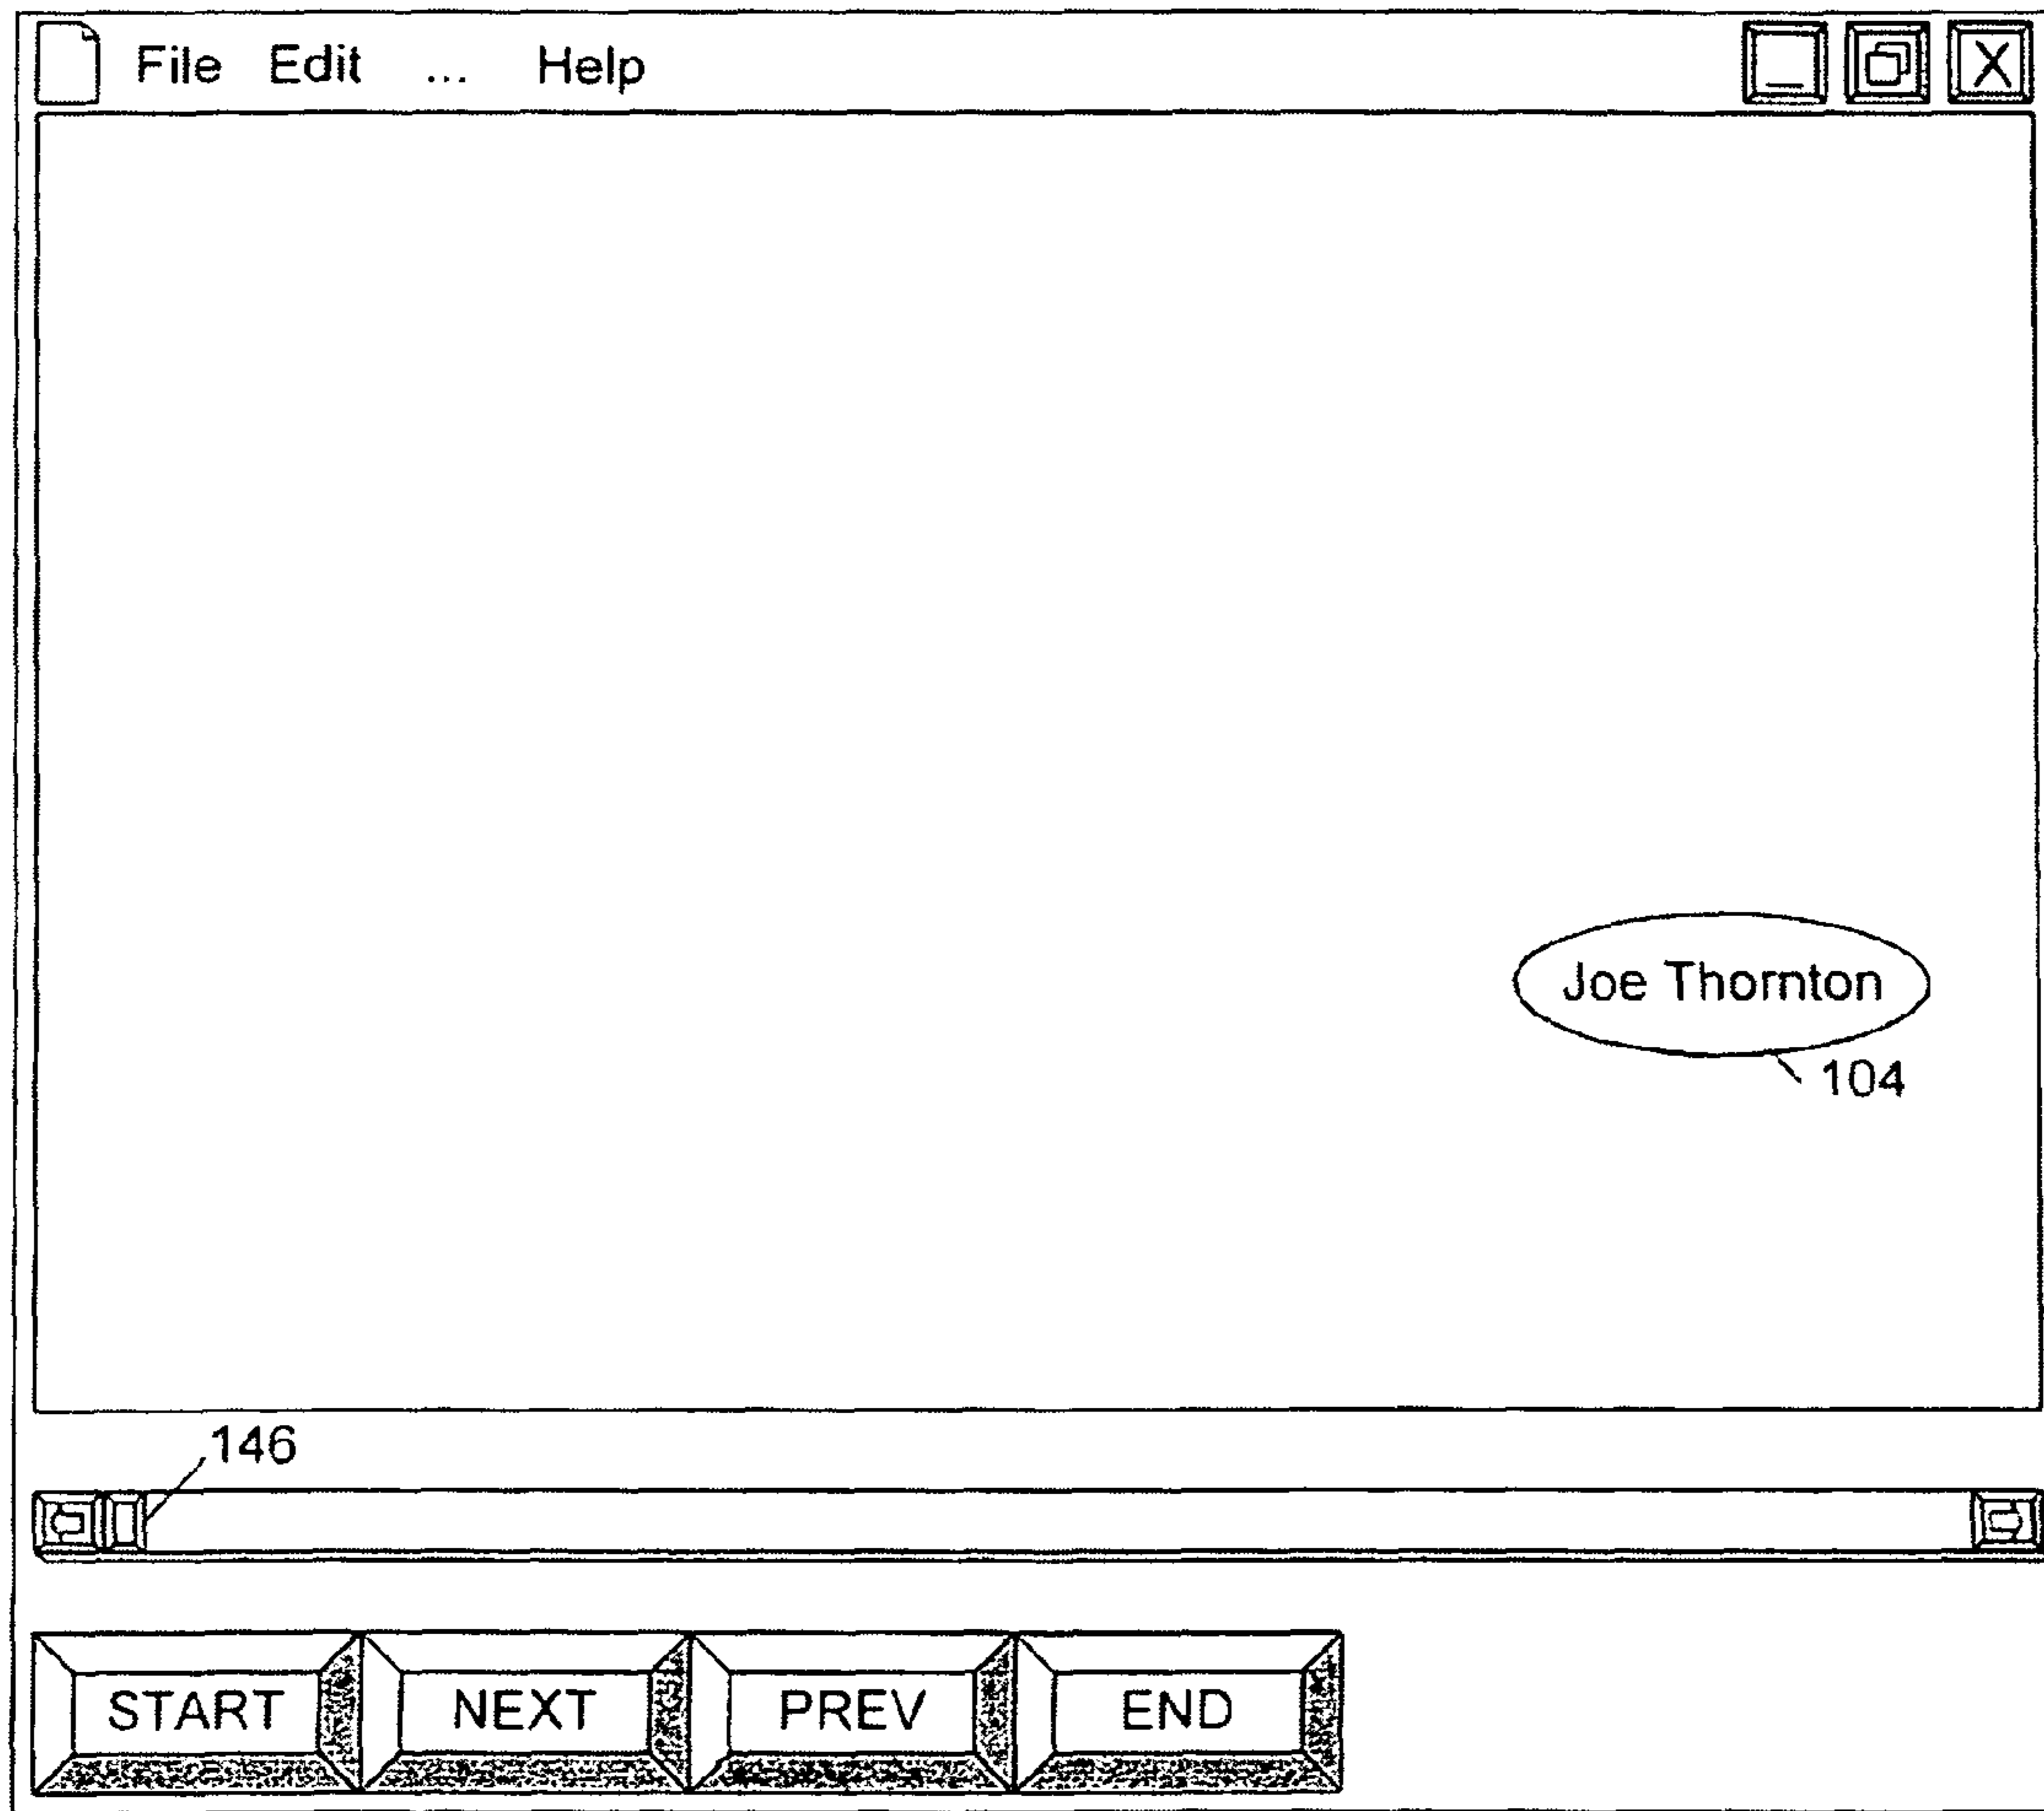 File Edit ... Help
Joe Thornton
104
146
START NEXT PREV END